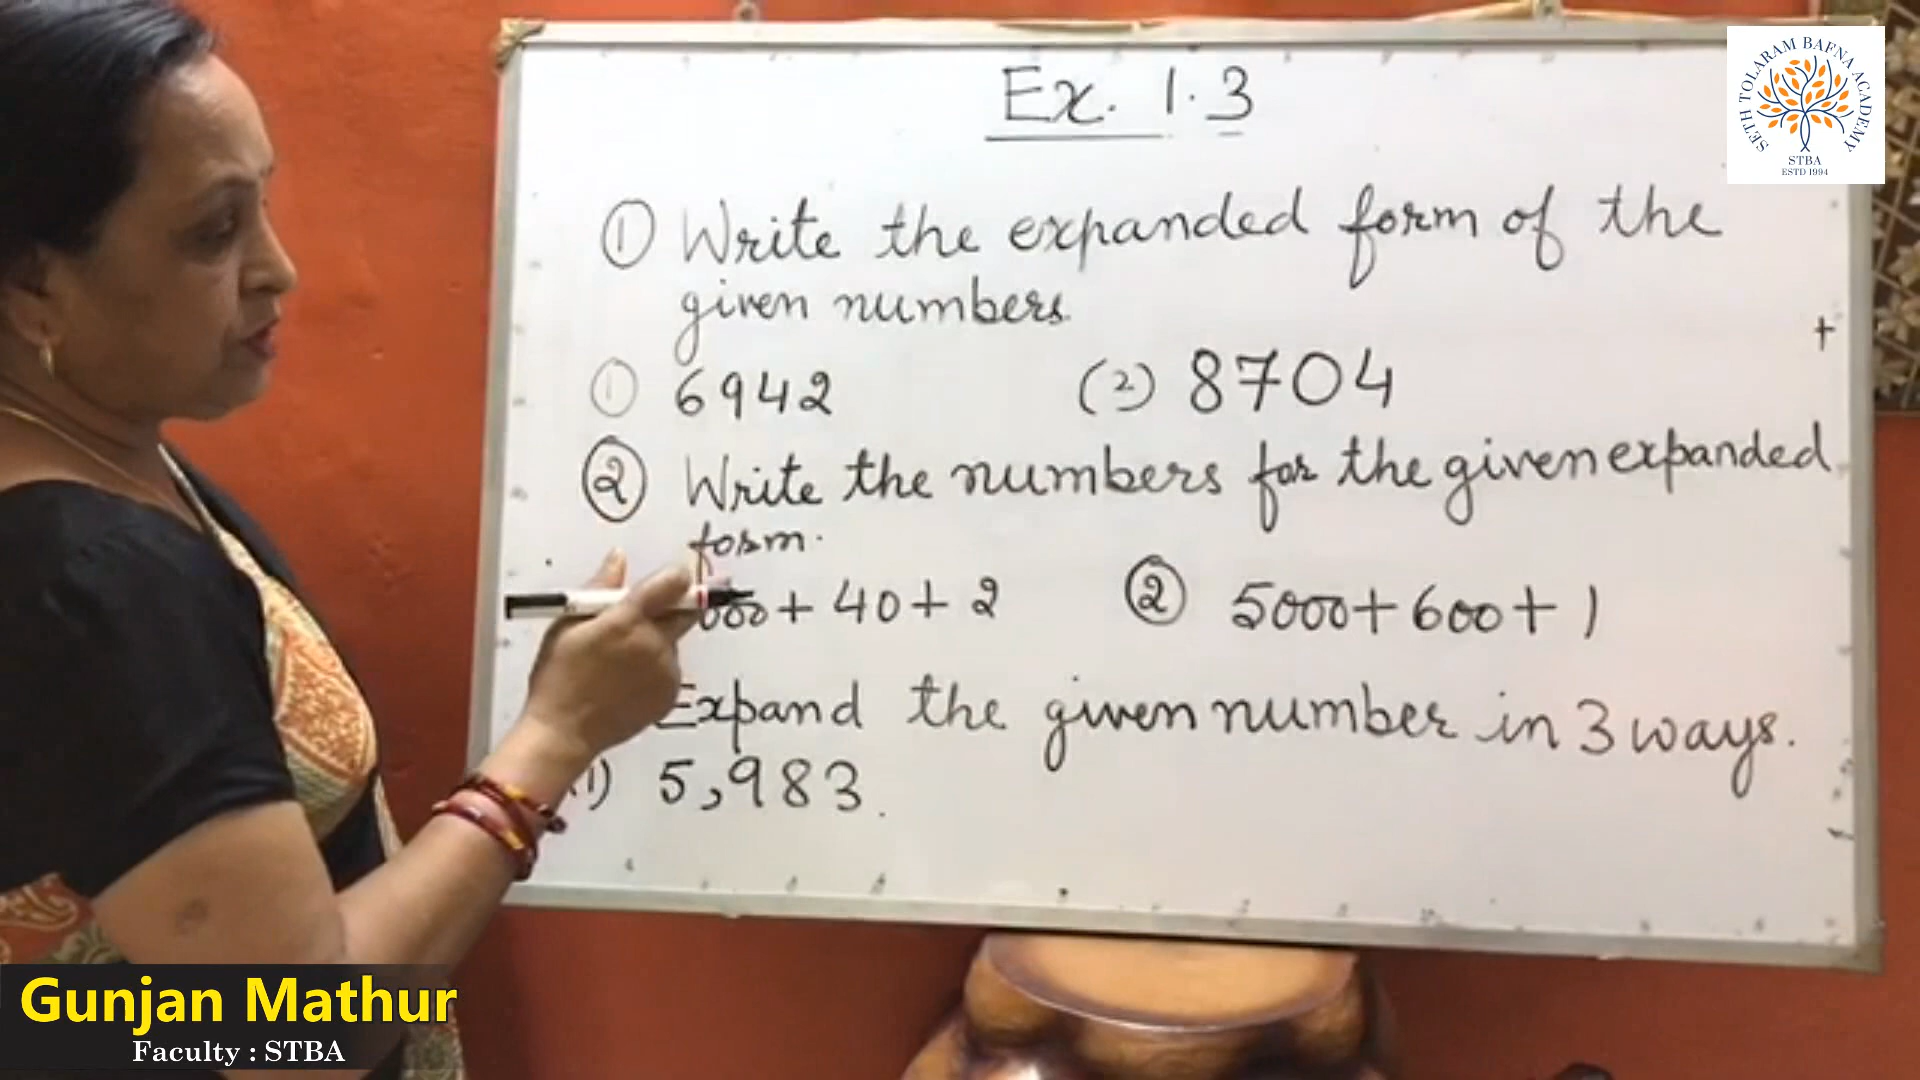 Ex. 1.3
① Write the expanded form of the
given numbers.
① 6942 (2) 8704
+
② Write the numbers for the given expanded
form.
000+ 40+ 2 ② 5000+ 600+ 1
Expand the given number in 3 ways.
(1) 5,983.
SETH TOLARAM BAFNA ACADEMY
STBA
ESTD 1994
Gunjan Mathur
Faculty : STBA